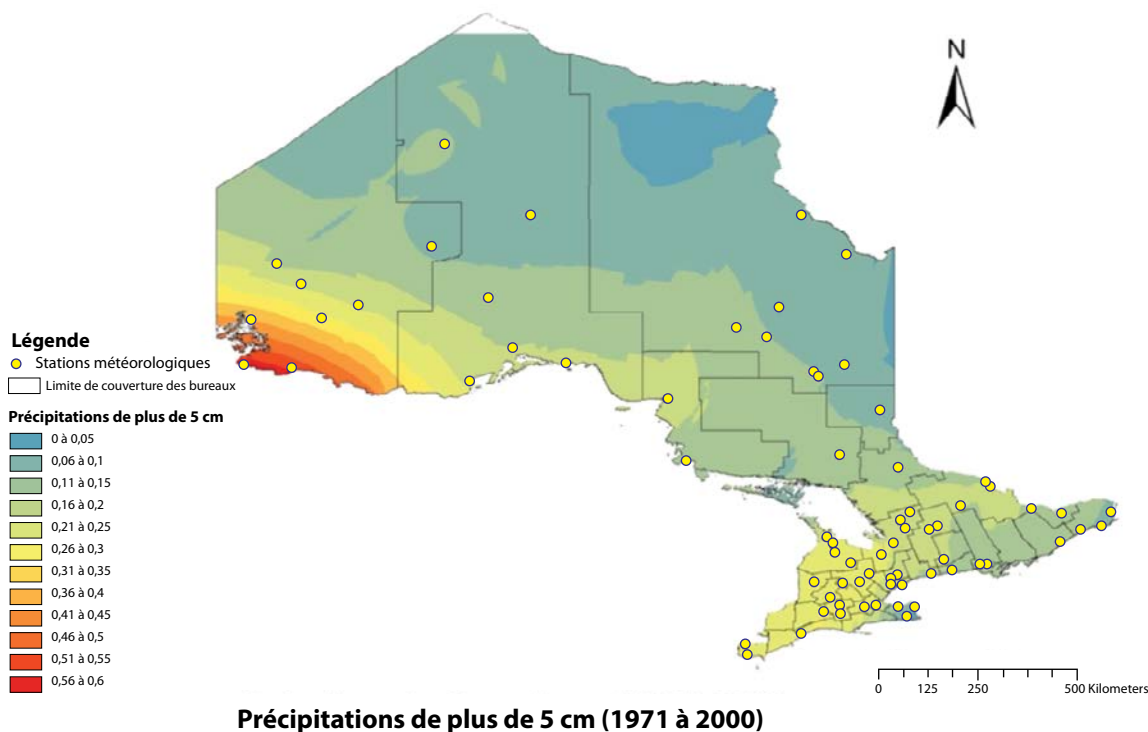 N
Légende
Stations météorologiques
Limite de couverture des bureaux
Précipitations de plus de 5 cm
0 à 0,05
0,06 à 0,1
0,11 à 0,15
0,16 à 0,2
0,21 à 0,25
0,26 à 0,3
0,31 à 0,35
0,36 à 0,4
0,41 à 0,45
0,46 à 0,5
0,51 à 0,55
0,56 à 0,6
0 125 250 500 Kilometers
Précipitations de plus de 5 cm (1971 à 2000)